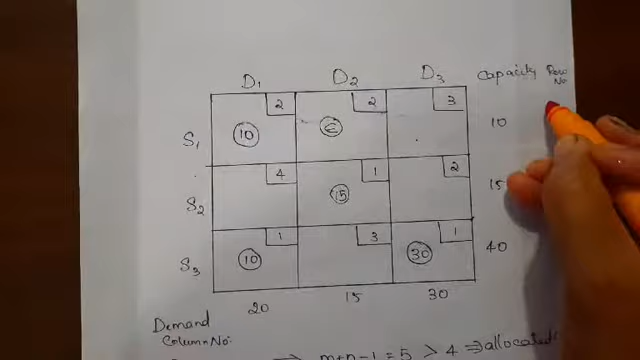 D1 D2 D3 Capacity Row No
2 2 3
S1 10 ε 10
4 1 2
S2 15 15
1 3 1
S3 10 30 40
Demand 20 15 30
Column No:
m+n-1 = 5 > 4 ⇒ allocated